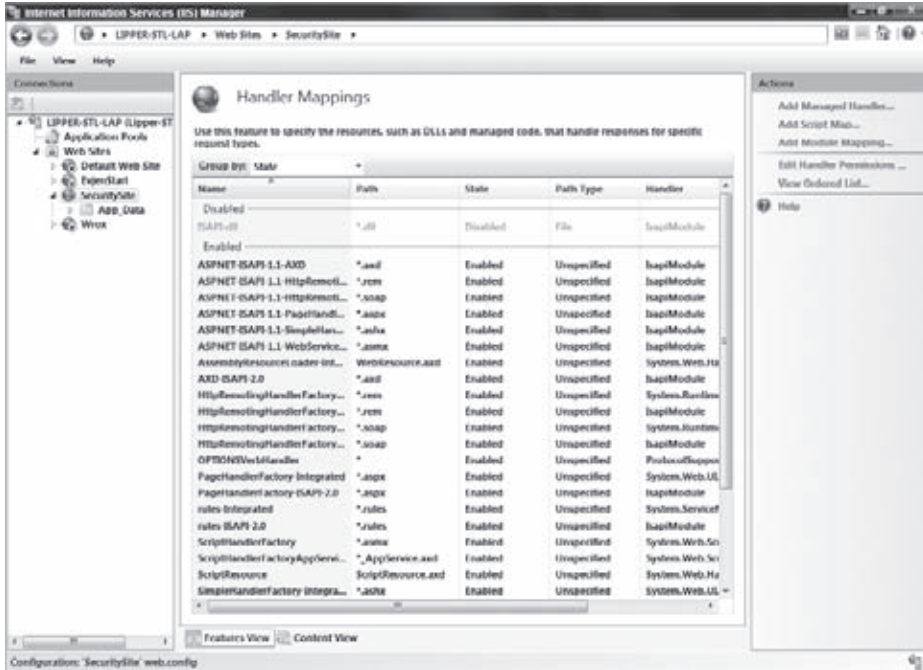 Internet Information Services (IIS) Manager
LIPPER-STL-LAP Web Sites SecuritySite
File View Help
Connections
LIPPER-STL-LAP (Lipper-ST
Application Pools
Web Sites
Default Web Site
SecuritySite
App_Data
Wrox
Handler Mappings
Use this feature to specify the resources, such as DLLs and managed code, that handle responses for specific
request types.
Group by: State
Name Path State Path Type Handler
Disabled
ISAPI-dll *.dll Disabled File IsapiModule
Enabled
ASPNET-ISAPI-1.1-AXD *.axd Enabled Unspecified IsapiModule
ASPNET-ISAPI-1.1-HttpRemoti... *.rem Enabled Unspecified IsapiModule
ASPNET-ISAPI-1.1-HttpRemoti... *.soap Enabled Unspecified IsapiModule
ASPNET-ISAPI-1.1-PageHandl... *.aspx Enabled Unspecified IsapiModule
ASPNET-ISAPI-1.1-SimpleHan... *.ashx Enabled Unspecified IsapiModule
ASPNET-ISAPI-1.1-WebService... *.asmx Enabled Unspecified IsapiModule
AssemblyResourceLoader-Int... WebResource.axd Enabled Unspecified System.Web.Ha
AXD-ISAPI-2.0 *.axd Enabled Unspecified IsapiModule
HttpRemotingHandlerFactory... *.rem Enabled Unspecified System.Runtime
HttpRemotingHandlerFactory... *.rem Enabled Unspecified IsapiModule
HttpRemotingHandlerFactory... *.soap Enabled Unspecified System.Runtime
HttpRemotingHandlerFactory... *.soap Enabled Unspecified IsapiModule
OPTIONSVerbHandler * Enabled Unspecified ProtocolSuppor
PageHandlerFactory-Integrated *.aspx Enabled Unspecified System.Web.UI.
PageHandlerFactory-ISAPI-2.0 *.aspx Enabled Unspecified IsapiModule
rules-Integrated *.rules Enabled Unspecified System.ServiceM
rules-ISAPI-2.0 *.rules Enabled Unspecified IsapiModule
ScriptHandlerFactory *.asmx Enabled Unspecified System.Web.Scr
ScriptHandlerFactoryAppServi... *_AppService.axd Enabled Unspecified System.Web.Scr
ScriptResource ScriptResource.axd Enabled Unspecified System.Web.Ha
SimpleHandlerFactory-Integra... *.ashx Enabled Unspecified System.Web.UI.
Features View Content View
Actions
Add Managed Handler...
Add Script Map...
Add Module Mapping...
Edit Handler Permissions ...
View Ordered List...
Help
Configuration: 'SecuritySite' web.config